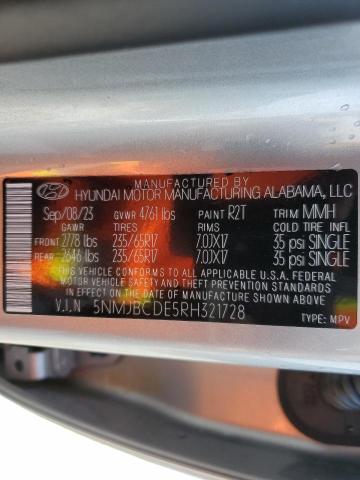 MANUFACTURED BY
HYUNDAI MOTOR MANUFACTURING ALABAMA, LLC
Sep/08/23 GVWR 4761 lbs PAINT R2T TRIM MMH
GAWR TIRES RIMS COLD TIRE INFL
FRONT 2778 lbs 235/65R17 7.0JX17 35 psi SINGLE
REAR 2646 lbs 235/65R17 7.0JX17 35 psi SINGLE
THIS VEHICLE CONFORMS TO ALL APPLICABLE U.S.A FEDERAL
MOTOR VEHICLE SAFETY AND THEFT PREVENTION STANDARDS
IN EFFECT ON THE DATE OF MANUFACTURE SHOWN ABOVE.
V.I.N 5NMJBCDE5RH321728
TYPE: MPV